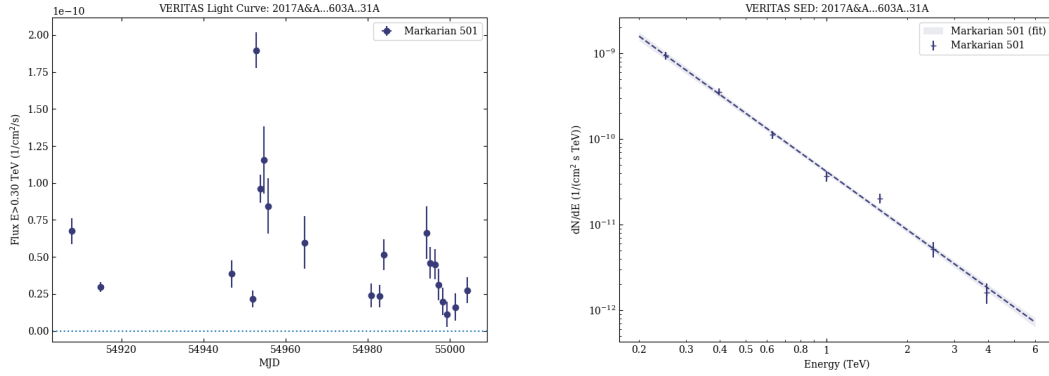 VERITAS Light Curve: 2017A&A...603A..31A
1e−10
Markarian 501
2.00
1.75
1.50
1.25
1.00
0.75
0.50
0.25
0.00
Flux E>0.30 TeV (1/cm²/s)
54920
54940
54960
54980
55000
MJD
VERITAS SED: 2017A&A...603A..31A
Markarian 501 (fit)
Markarian 501
10⁻⁹
10⁻¹⁰
10⁻¹¹
10⁻¹²
dN/dE (1/(cm² s TeV))
0.2
0.3
0.4
0.6
0.8
1
2
3
4
6
Energy (TeV)